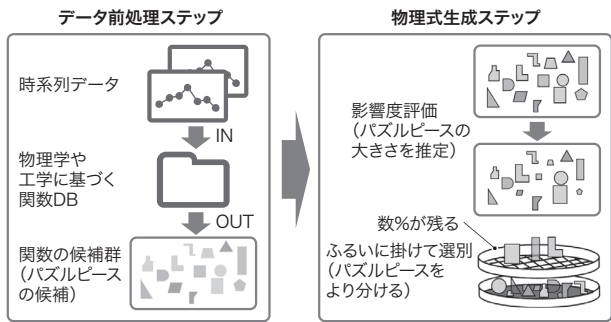 データ前処理ステップ
時系列データ
IN
物理学や
工学に基づく
関数DB
OUT
関数の候補群
（パズルピース
の候補）
物理式生成ステップ
影響度評価
（パズルピースの
大きさを推定）
数%が残る
ふるいに掛けて選別
（パズルピースを
より分ける）